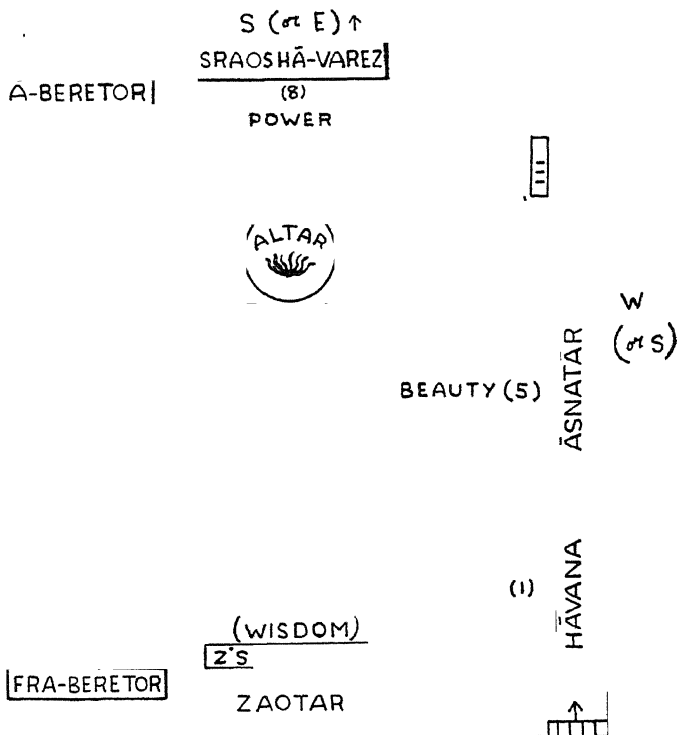 S (or E) ↑
SRAOSHĀ-VAREZ
Ā-BERETOR
(8)
POWER
ALTAR
W
(or S)
ĀSNATĀR
BEAUTY (5)
HĀVANA
(1)
(WISDOM)
Z'S
FRA-BERETOR
ZAOTAR